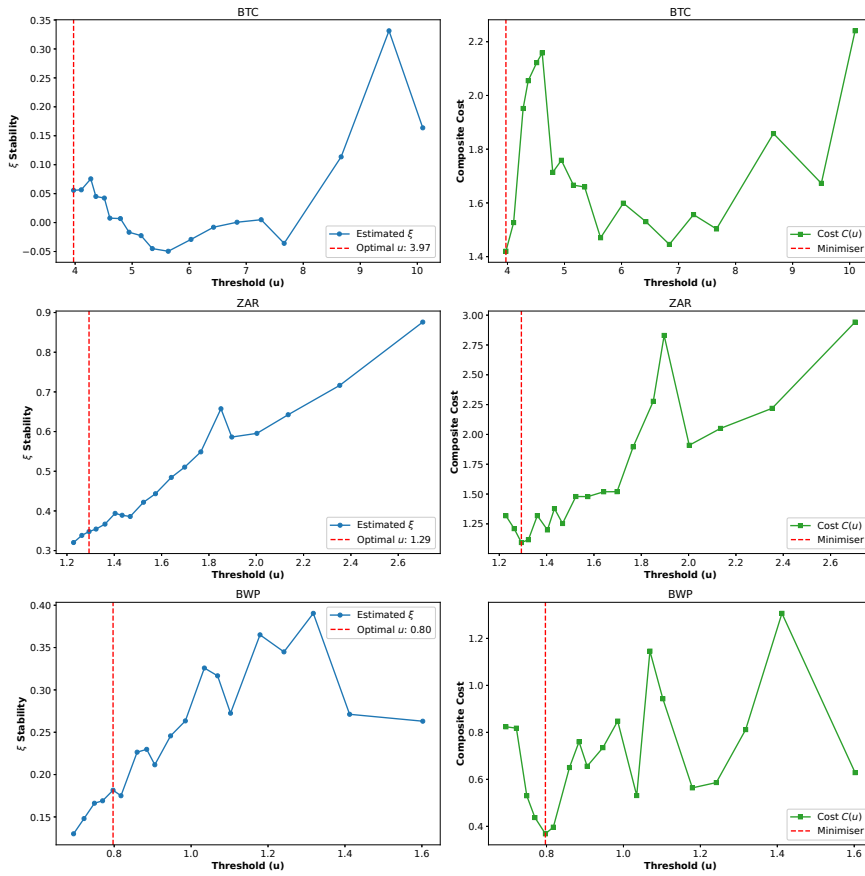 BTC
0.35
0.30
0.25
0.20
0.15
0.10
0.05
0.00
−0.05
ξ Stability
4 5 6 7 8 9 10
Threshold (u)
Estimated ξ
Optimal u: 3.97
BTC
2.2
2.0
1.8
1.6
1.4
Composite Cost
4 5 6 7 8 9 10
Threshold (u)
Cost C(u)
Minimiser
ZAR
0.9
0.8
0.7
0.6
0.5
0.4
0.3
ξ Stability
1.2 1.4 1.6 1.8 2.0 2.2 2.4 2.6
Threshold (u)
Estimated ξ
Optimal u: 1.29
ZAR
3.00
2.75
2.50
2.25
2.00
1.75
1.50
1.25
Composite Cost
1.2 1.4 1.6 1.8 2.0 2.2 2.4 2.6
Threshold (u)
Cost C(u)
Minimiser
BWP
0.40
0.35
0.30
0.25
0.20
0.15
ξ Stability
0.8 1.0 1.2 1.4 1.6
Threshold (u)
Estimated ξ
Optimal u: 0.80
BWP
1.2
1.0
0.8
0.6
0.4
Composite Cost
0.8 1.0 1.2 1.4 1.6
Threshold (u)
Cost C(u)
Minimiser